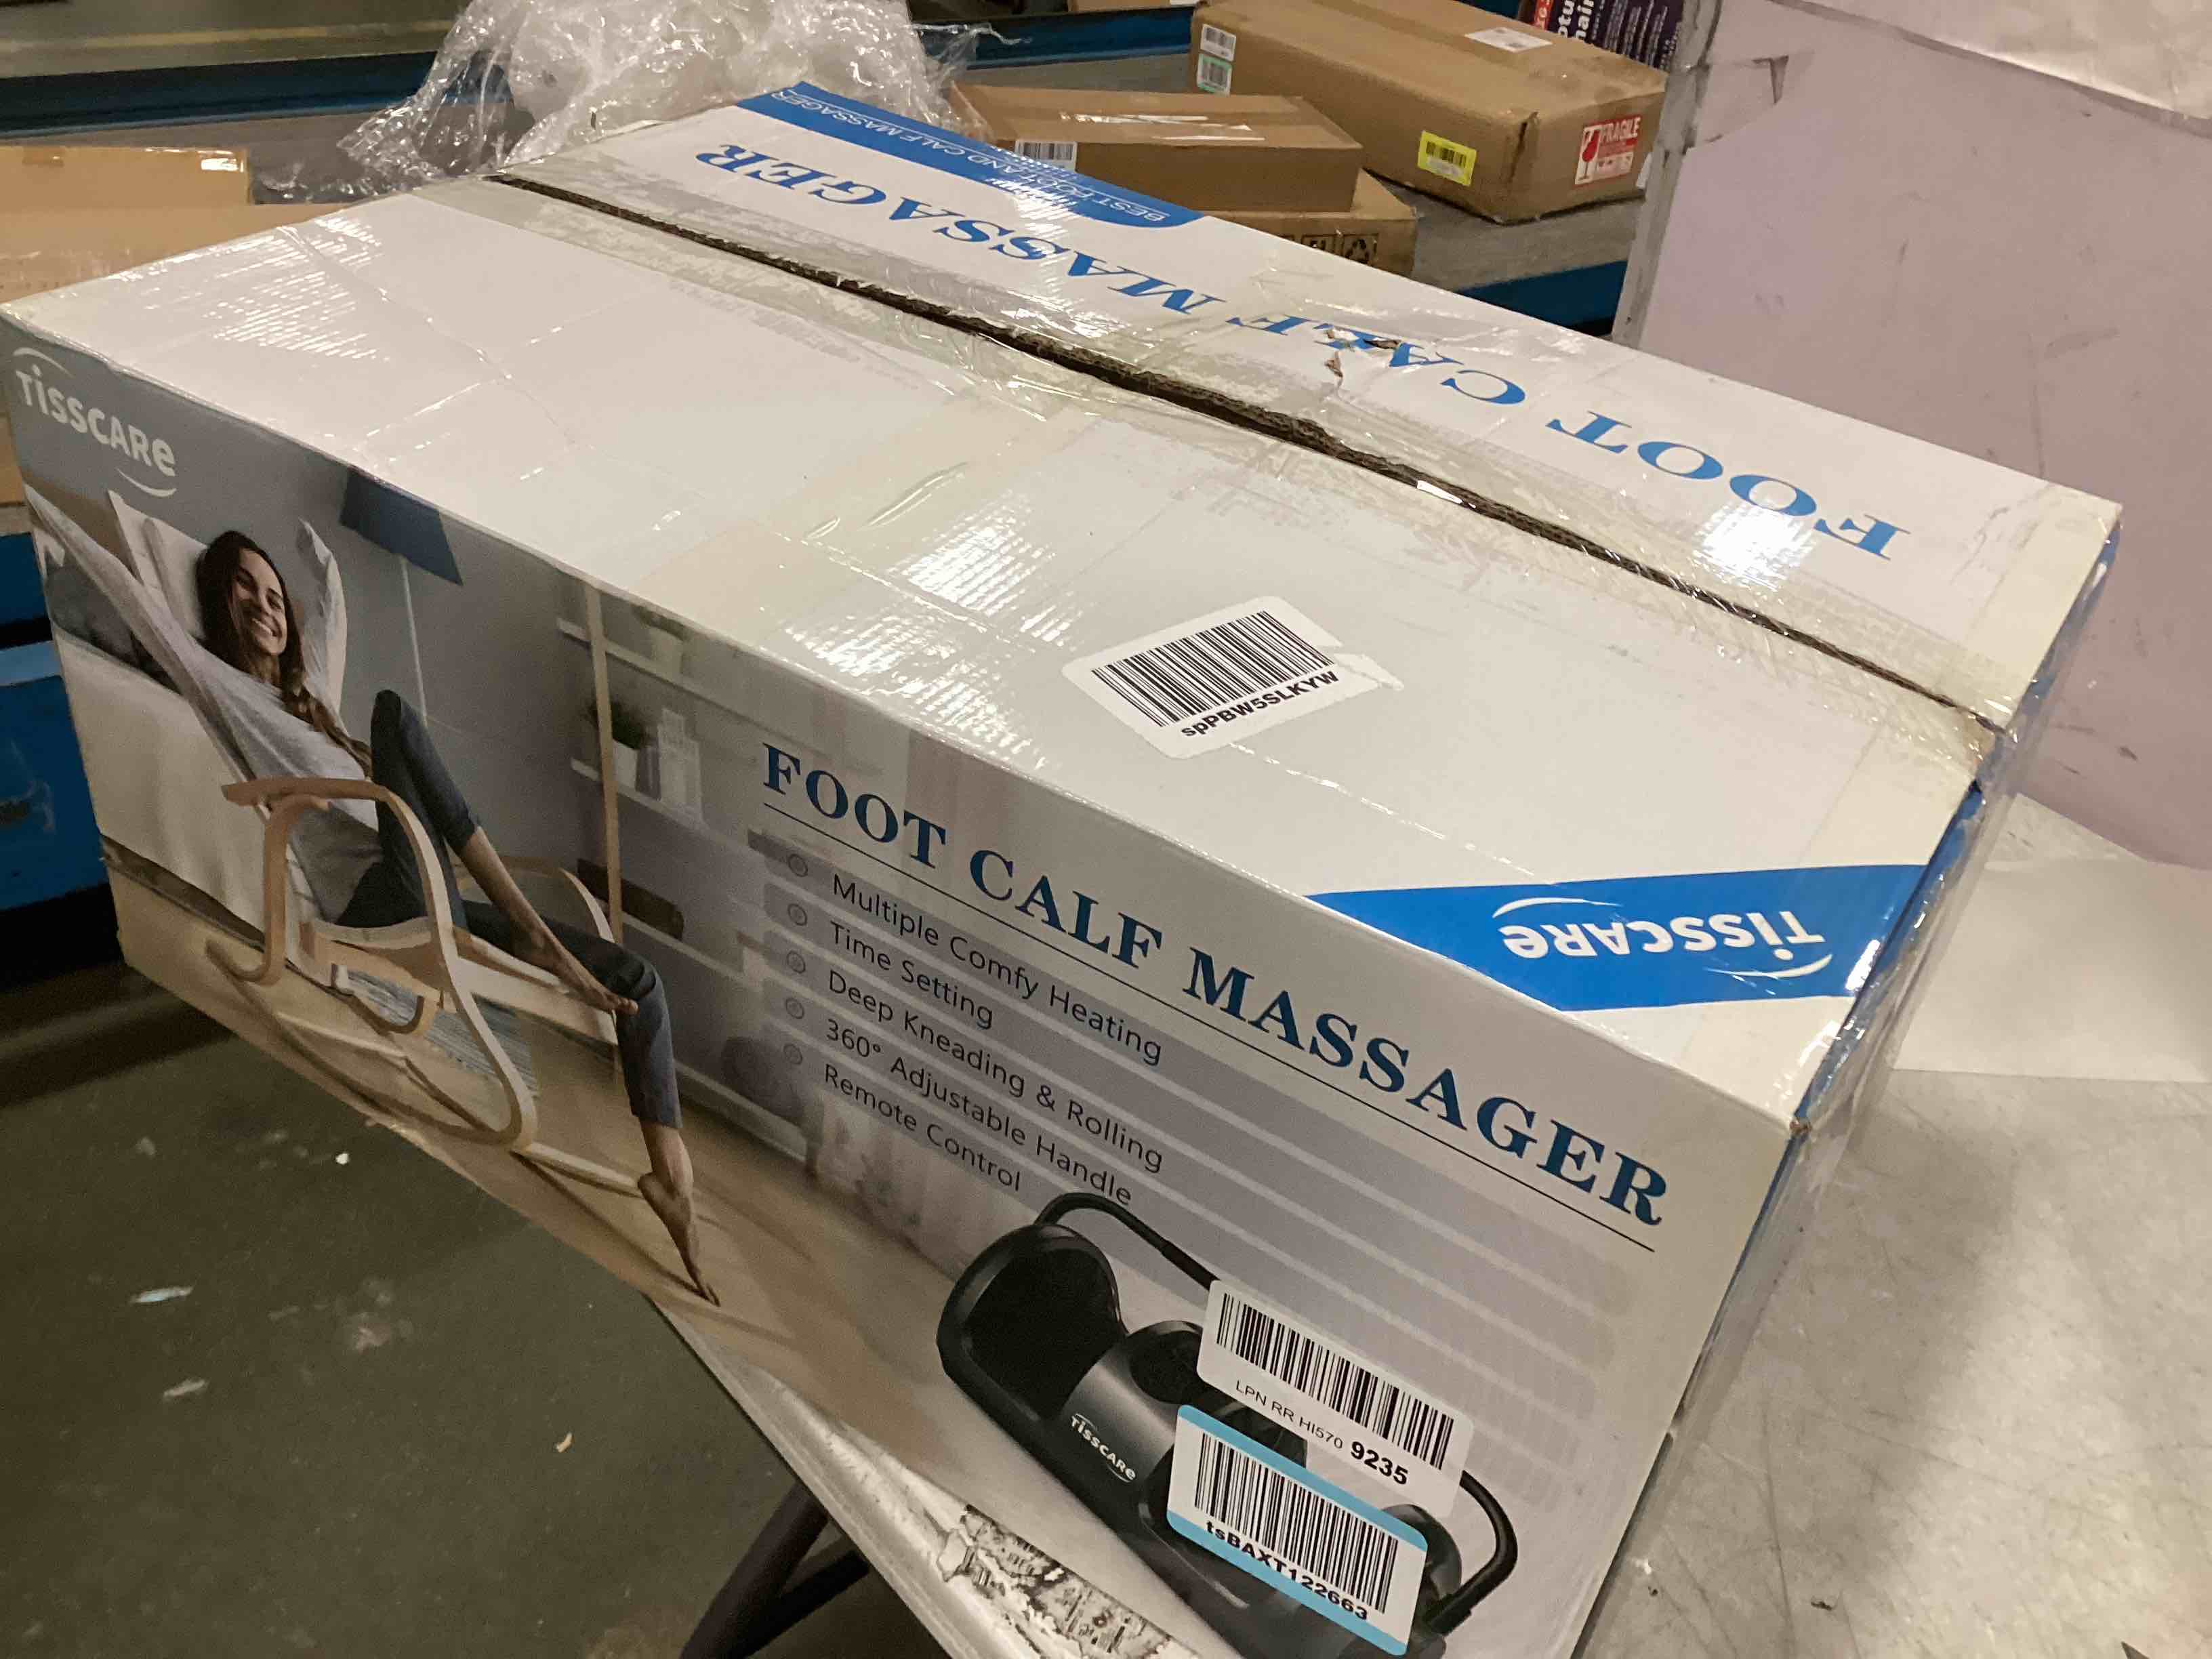 BEST FOOT AND CALF MASSAGER
FOOT CALF MASSAGER
FRAGILE
TISSCARe
spPBW5SLKYW
TISSCARe
FOOT CALF MASSAGER
Multiple Comfy Heating
Time Setting
Deep Kneading & Rolling
360° Adjustable Handle
Remote Control
TISSCARe
LPN RR HI570 9235
tsBAXT122663